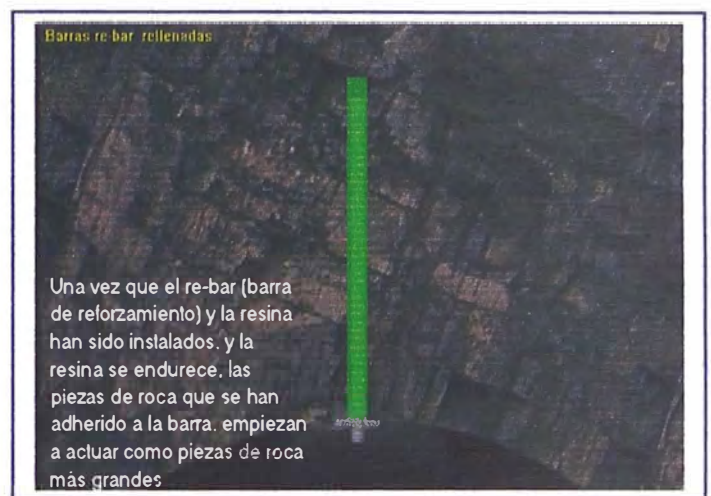 Barras re-bar rellenadas
Una vez que el re-bar (barra
de reforzamiento) y la resina
han sido instalados. y la
resina se endurece, las
piezas de roca que se han
adherido a la barra. empiezan
a actuar como piezas de roca
más grandes